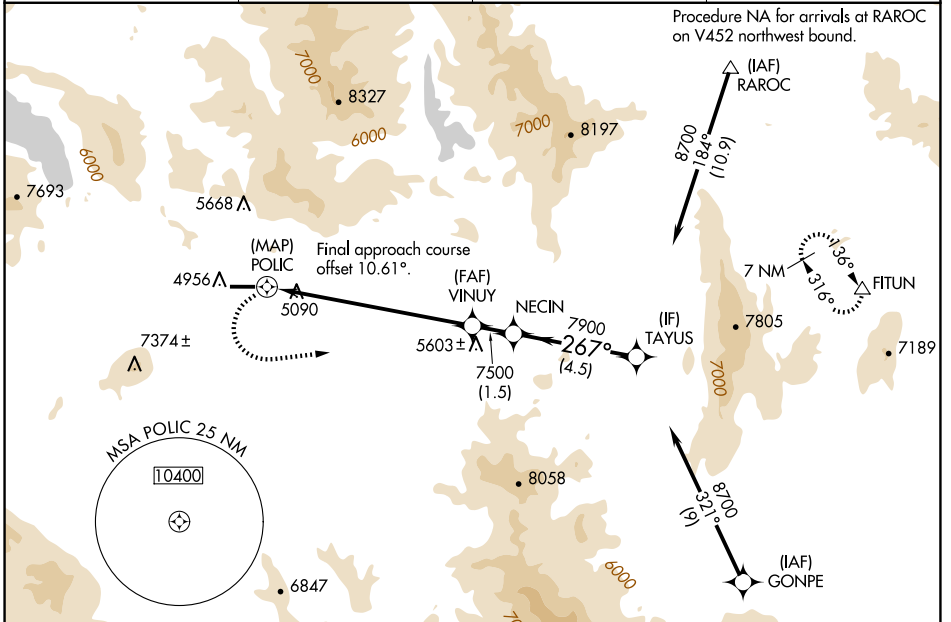 Procedure NA for arrivals at RAROC
on V452 northwest bound.
(IAF)
RAROC
7000
8327
6000
7000
8197
6000
8700
184°
(10.9)
7693
5668
(MAP)
POLIC
Final approach course
offset 10.61°.
4956
5090
(FAF)
VINUY
NECIN
7900
267°
(4.5)
(IF)
TAYUS
136°
7 NM
316°
FITUN
7805
7189
7000
7374±
5603±
7500
(1.5)
MSA POLIC 25 NM
10400
8058
8700
321°
(9)
(IAF)
GONPE
6000
6847